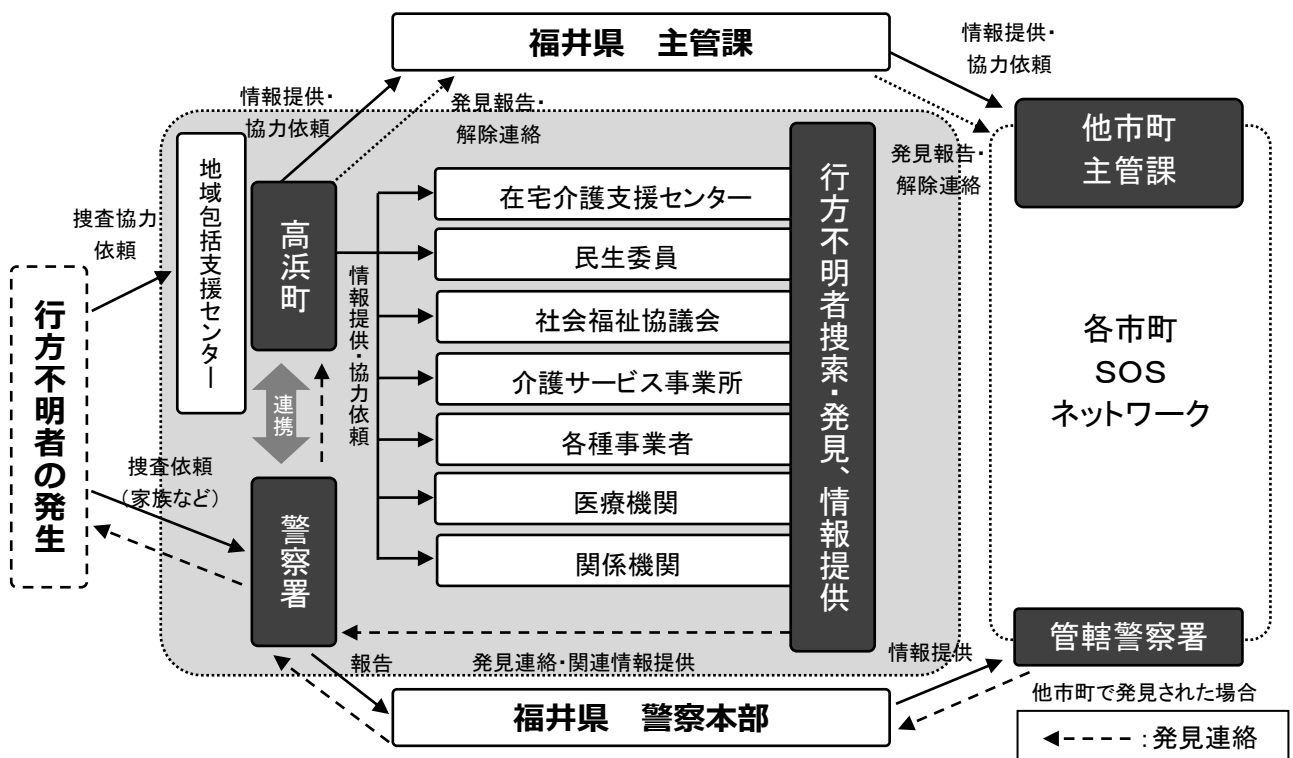 福井県　主管課
情報提供・
協力依頼
情報提供・
協力依頼
発見報告・
解除連絡
他市町
主管課
発見報告・
解除連絡
地域包括支援センター
高浜町
捜査協力
依頼
行方不明者の発生
情報提供・協力依頼
在宅介護支援センター
民生委員
社会福祉協議会
介護サービス事業所
各種事業者
医療機関
関係機関
行方不明者捜索・発見、情報提供
各市町
SOS
ネットワーク
連携
捜査依頼
（家族など）
警察署
管轄警察署
報告
発見連絡・関連情報提供
情報提供
福井県　警察本部
他市町で発見された場合
：発見連絡